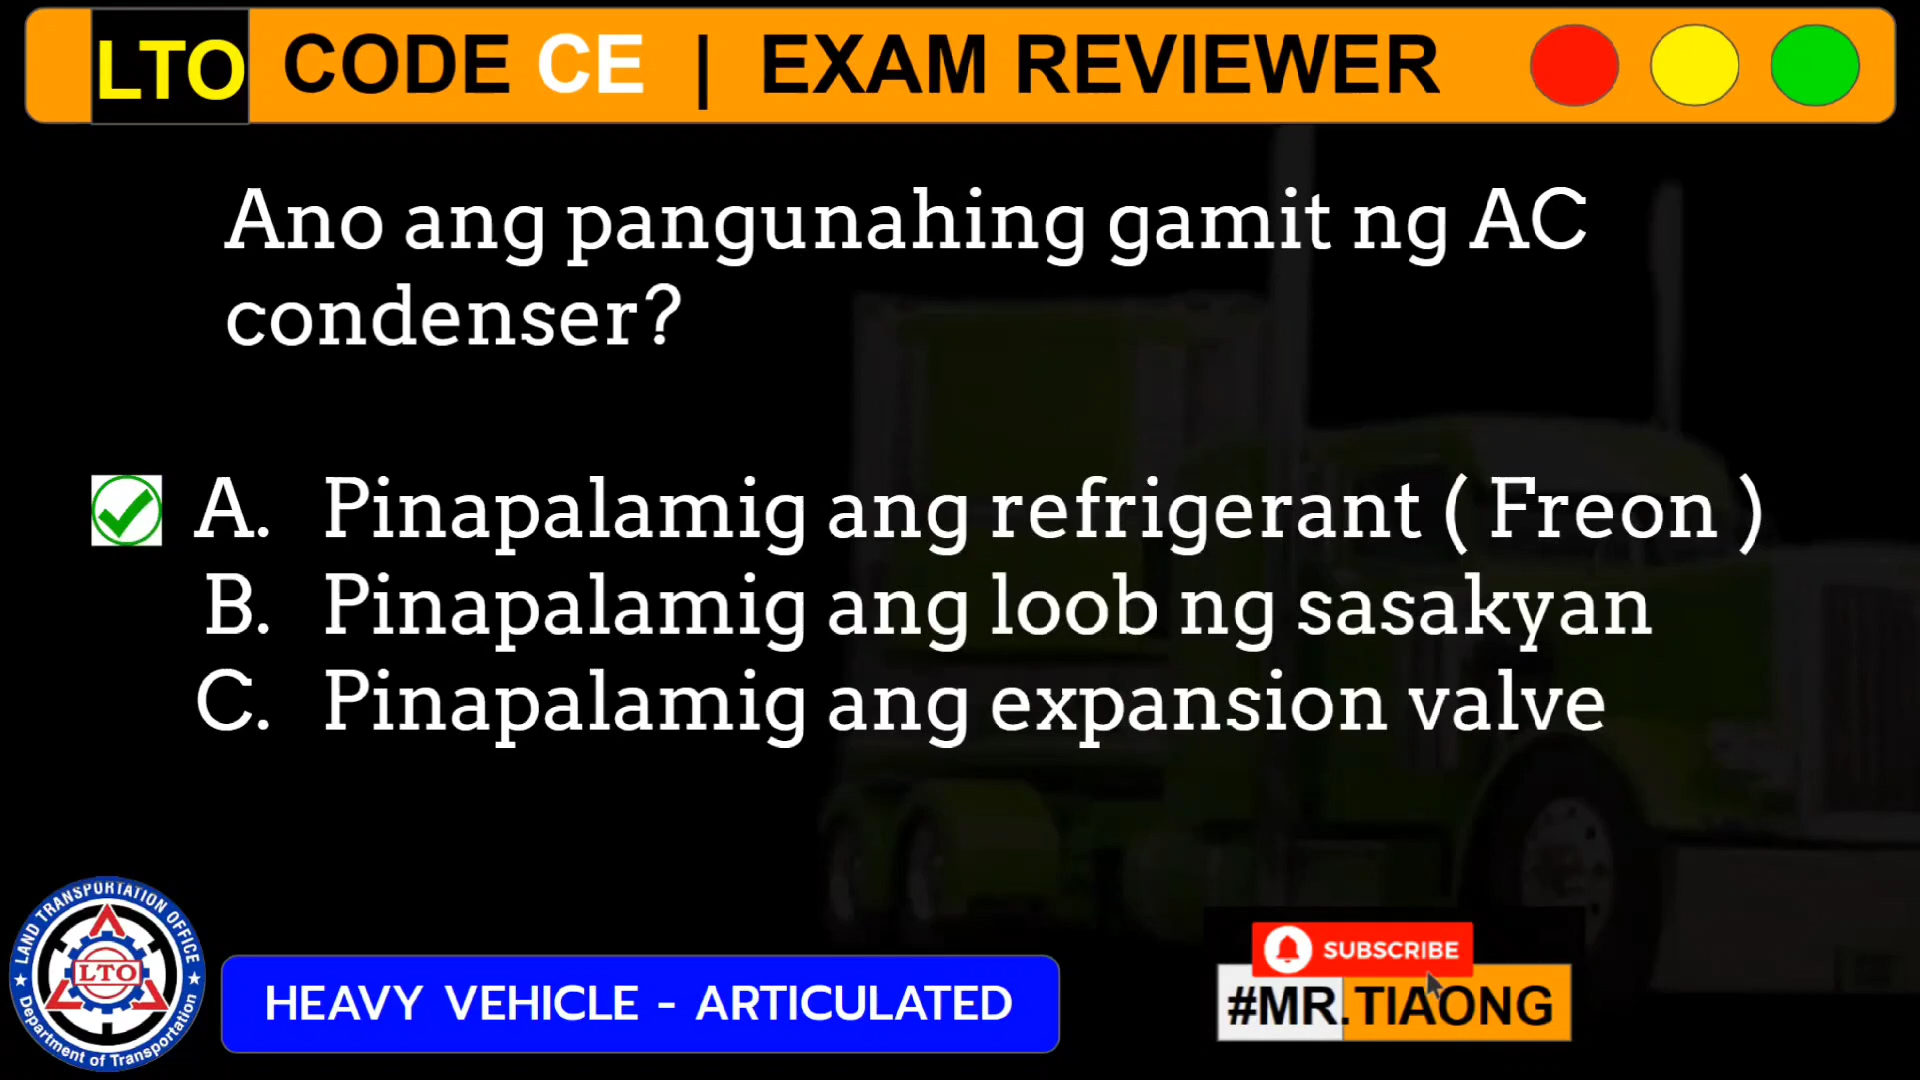 LTO CODE CE | EXAM REVIEWER
Ano ang pangunahing gamit ng AC
condenser?
A. Pinapalamig ang refrigerant ( Freon )
B. Pinapalamig ang loob ng sasakyan
C. Pinapalamig ang expansion valve
LAND TRANSPORTATION OFFICE
LTO
Department of Transportation
HEAVY VEHICLE - ARTICULATED
SUBSCRIBE
#MR.TIAONG